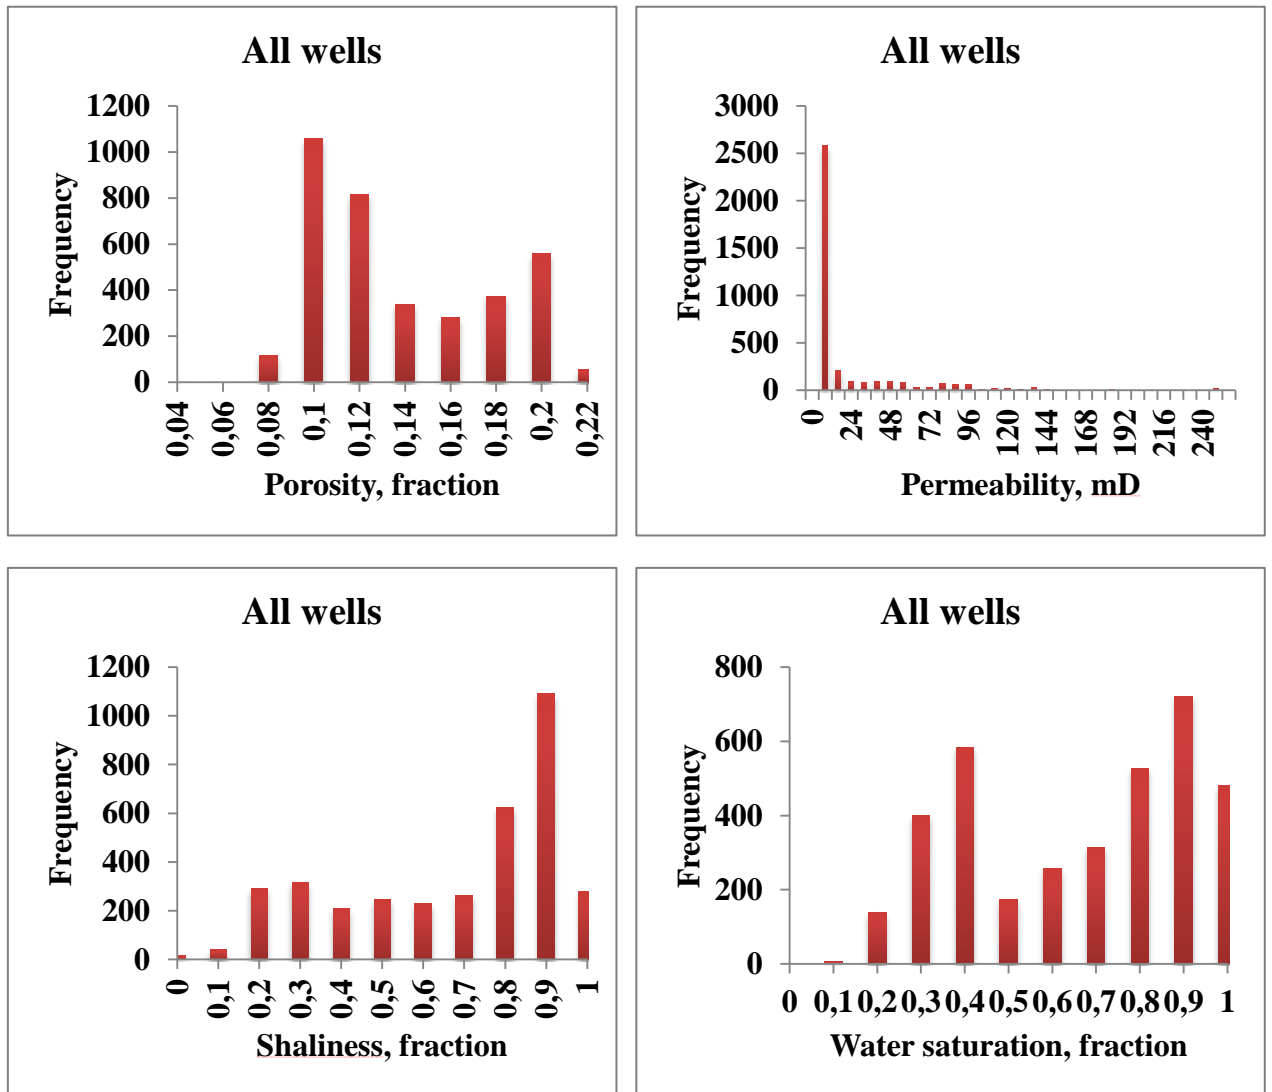 All wells
Frequency
1200
1000
800
600
400
200
0
0,04 0,06 0,08 0,1 0,12 0,14 0,16 0,18 0,2 0,22
Porosity, fraction
All wells
Frequency
3000
2500
2000
1500
1000
500
0
0 24 48 72 96 120 144 168 192 216 240
Permeability, mD
All wells
Frequency
1200
1000
800
600
400
200
0
0 0,1 0,2 0,3 0,4 0,5 0,6 0,7 0,8 0,9 1
Shaliness, fraction
All wells
Frequency
800
600
400
200
0
0 0,1 0,2 0,3 0,4 0,5 0,6 0,7 0,8 0,9 1
Water saturation, fraction